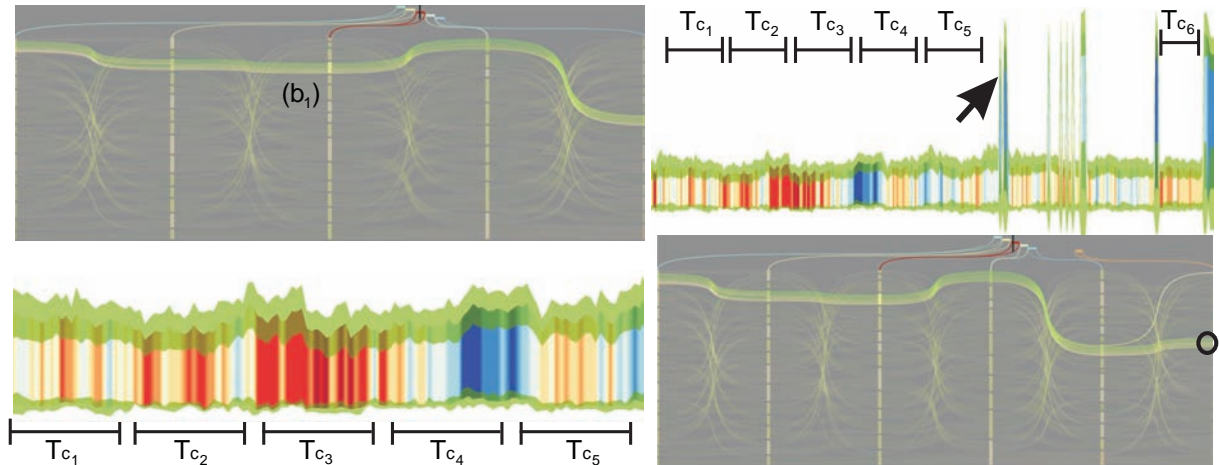 (b₁)
Tc₁ Tc₂ Tc₃ Tc₄ Tc₅ Tc₆
Tc₁ Tc₂ Tc₃ Tc₄ Tc₅